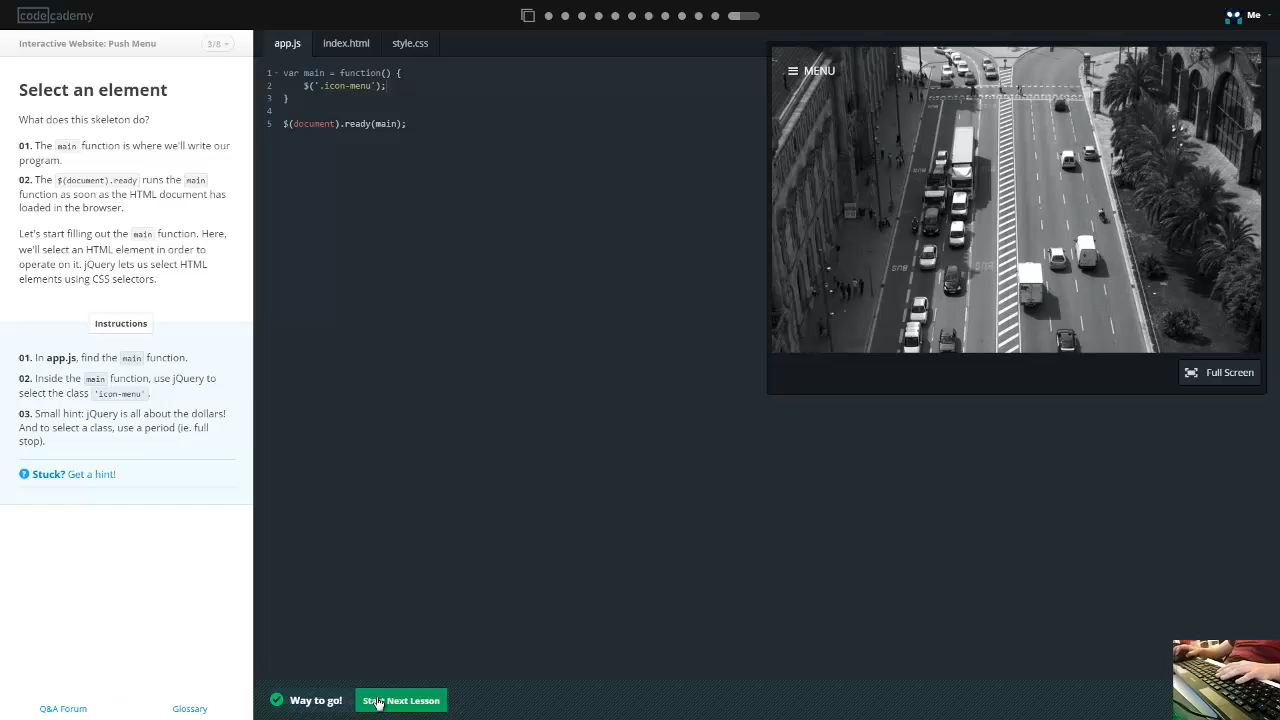 codecademy
Me
Interactive Website: Push Menu
3/8
Select an element
What does this skeleton do?
01. The main function is where we'll write our
program.
02. The $(document).ready runs the main
function as soon as the HTML document has
loaded in the browser.
Let's start filling out the main function. Here,
we'll select an HTML element in order to
operate on it. jQuery lets us select HTML
elements using CSS selectors.
Instructions
01. In app.js, find the main function.
02. Inside the main function, use jQuery to
select the class 'icon-menu'.
03. Small hint: jQuery is all about the dollars!
And to select a class, use a period (ie. full
stop).
Stuck? Get a hint!
Q&A Forum
Glossary
app.js
index.html
style.css
1 var main = function() {
2 $('.icon-menu');
3 }
4
5 $(document).ready(main);
MENU
BUS
BUS
Full Screen
Way to go!
Start Next Lesson